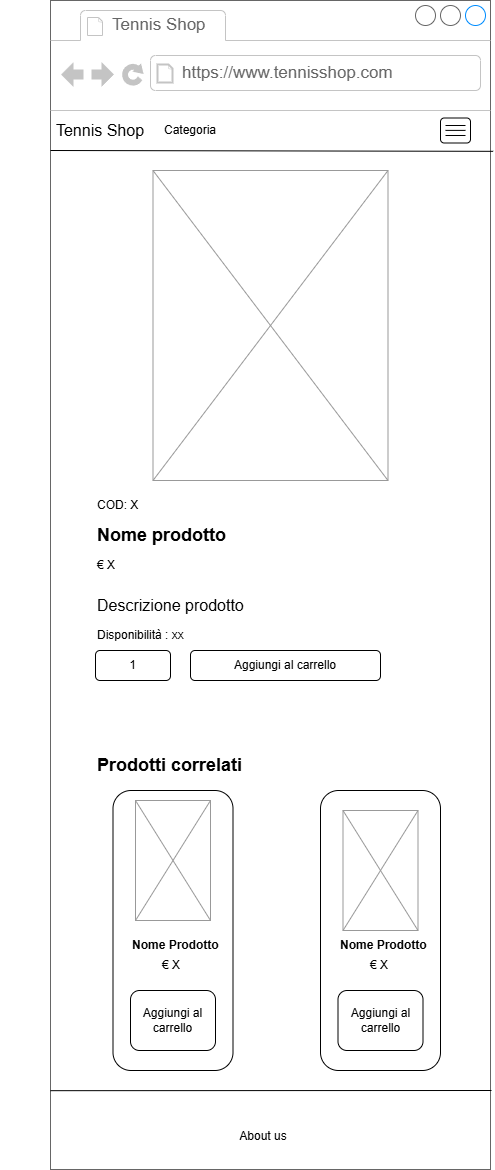 Tennis Shop
https://www.tennisshop.com
Tennis Shop Categoria
COD: X
Nome prodotto
€ X
Descrizione prodotto
Disponibilità : xx
1 Aggiungi al carrello
Prodotti correlati
Nome Prodotto
€ X
Aggiungi al
carrello
Nome Prodotto
€ X
Aggiungi al
carrello
About us